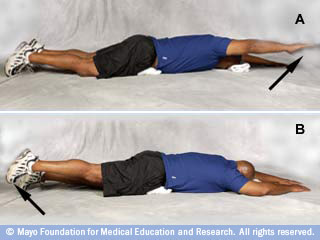 A
B
© Mayo Foundation for Medical Education and Research. All rights reserved.